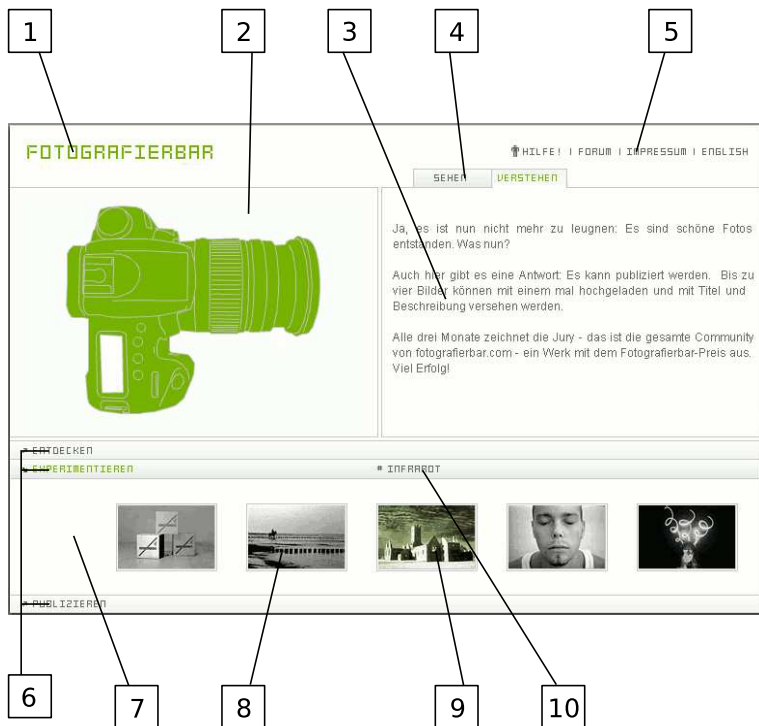 1 2 3 4 5
FOTOGRAFIERBAR
HILFE! | FORUM | IMPRESSUM | ENGLISH
SEHEN VERSTEHEN
Ja, es ist nun nicht mehr zu leugnen: Es sind schöne Fotos
entstanden. Was nun?
Auch hier gibt es eine Antwort: Es kann publiziert werden. Bis zu
vier Bilder können mit einem mal hochgeladen und mit Titel und
Beschreibung versehen werden.
Alle drei Monate zeichnet die Jury - das ist die gesamte Community
von fotografierbar.com - ein Werk mit dem Fotografierbar-Preis aus.
Viel Erfolg!
ENTDECKEN
EXPERIMENTIEREN # INFRAROT
PUBLIZIEREN
6 7 8 9 10